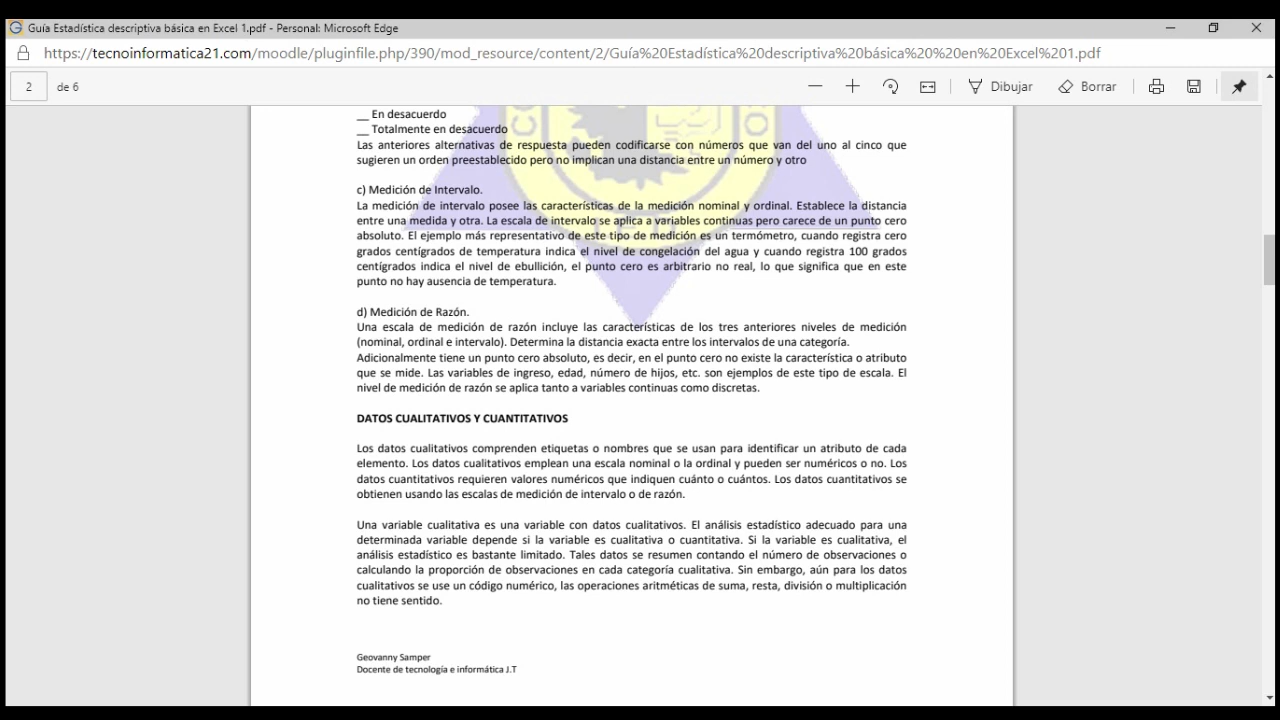 Guía Estadística descriptiva básica en Excel 1.pdf - Personal: Microsoft Edge
https://tecnoinformatica21.com/moodle/pluginfile.php/390/mod_resource/content/2/Guía%20Estadística%20descriptiva%20básica%20%20en%20Excel%201.pdf
2 de 6 Dibujar Borrar
__ En desacuerdo
__ Totalmente en desacuerdo
Las anteriores alternativas de respuesta pueden codificarse con números que van del uno al cinco que
sugieren un orden preestablecido pero no implican una distancia entre un número y otro
c) Medición de Intervalo.
La medición de intervalo posee las características de la medición nominal y ordinal. Establece la distancia
entre una medida y otra. La escala de intervalo se aplica a variables continuas pero carece de un punto cero
absoluto. El ejemplo más representativo de este tipo de medición es un termómetro, cuando registra cero
grados centígrados de temperatura indica el nivel de congelación del agua y cuando registra 100 grados
centígrados indica el nivel de ebullición, el punto cero es arbitrario no real, lo que significa que en este
punto no hay ausencia de temperatura.
d) Medición de Razón.
Una escala de medición de razón incluye las características de los tres anteriores niveles de medición
(nominal, ordinal e intervalo). Determina la distancia exacta entre los intervalos de una categoría.
Adicionalmente tiene un punto cero absoluto, es decir, en el punto cero no existe la característica o atributo
que se mide. Las variables de ingreso, edad, número de hijos, etc. son ejemplos de este tipo de escala. El
nivel de medición de razón se aplica tanto a variables continuas como discretas.
DATOS CUALITATIVOS Y CUANTITATIVOS
Los datos cualitativos comprenden etiquetas o nombres que se usan para identificar un atributo de cada
elemento. Los datos cualitativos emplean una escala nominal o la ordinal y pueden ser numéricos o no. Los
datos cuantitativos requieren valores numéricos que indiquen cuánto o cuántos. Los datos cuantitativos se
obtienen usando las escalas de medición de intervalo o de razón.
Una variable cualitativa es una variable con datos cualitativos. El análisis estadístico adecuado para una
determinada variable depende si la variable es cualitativa o cuantitativa. Si la variable es cualitativa, el
análisis estadístico es bastante limitado. Tales datos se resumen contando el número de observaciones o
calculando la proporción de observaciones en cada categoría cualitativa. Sin embargo, aún para los datos
cualitativos se use un código numérico, las operaciones aritméticas de suma, resta, división o multiplicación
no tiene sentido.
Geovanny Samper
Docente de tecnología e informática J.T